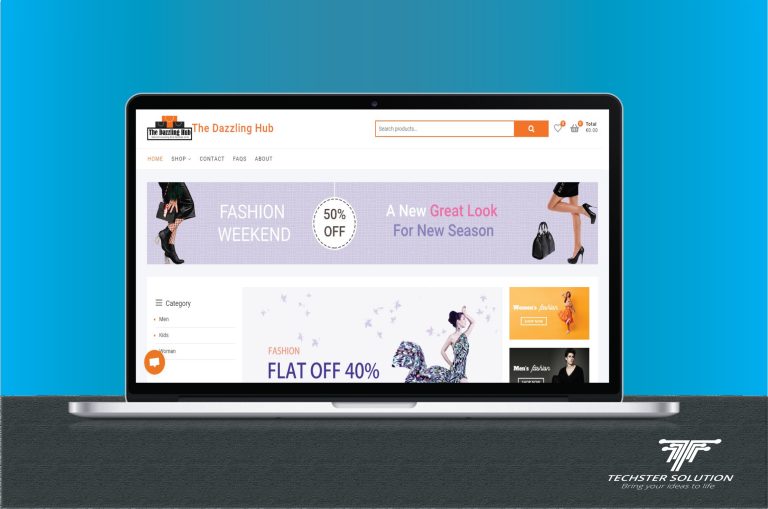 The Dazzling Hub
The Dazzling Hub
Search products...
0
0
Total
€0.00
HOME SHOP CONTACT FAQS ABOUT
FASHION
WEEKEND
50%
OFF
A New Great Look
For New Season
Category
Men
Kids
Woman
FASHION
FLAT OFF 40%
Women's fashion
SHOP NOW
Men's fashion
SHOP NOW
TECHSTER SOLUTION
Bring your ideas to life